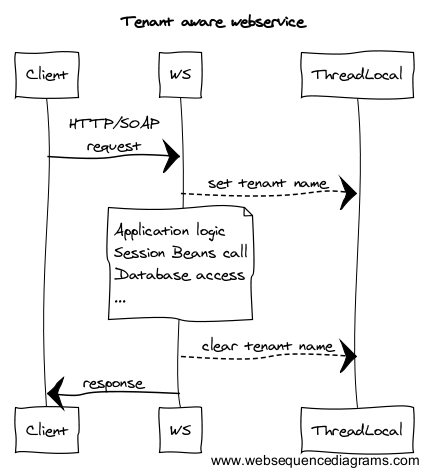 Tenant aware webservice
Client
WS
ThreadLocal
HTTP/SOAP
request
set tenant name
Application logic
Session Beans call
Database access
...
clear tenant name
response
Client
WS
ThreadLocal
www.websequencediagrams.com